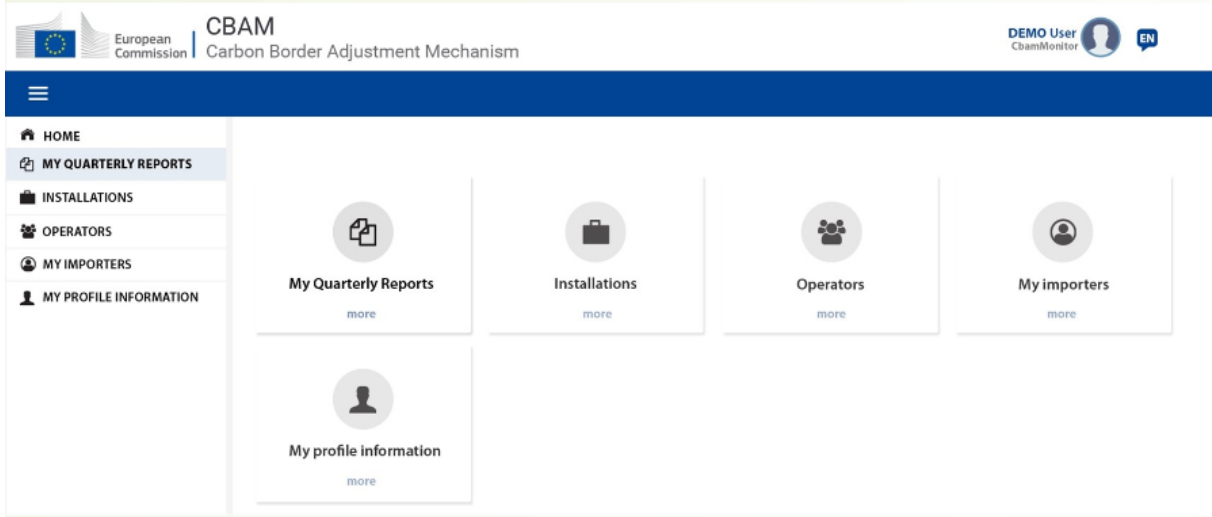 European
Commission
CBAM
Carbon Border Adjustment Mechanism
DEMO User
CbamMonitor
EN
HOME
MY QUARTERLY REPORTS
INSTALLATIONS
OPERATORS
MY IMPORTERS
MY PROFILE INFORMATION
My Quarterly Reports
more
Installations
more
Operators
more
My importers
more
My profile information
more